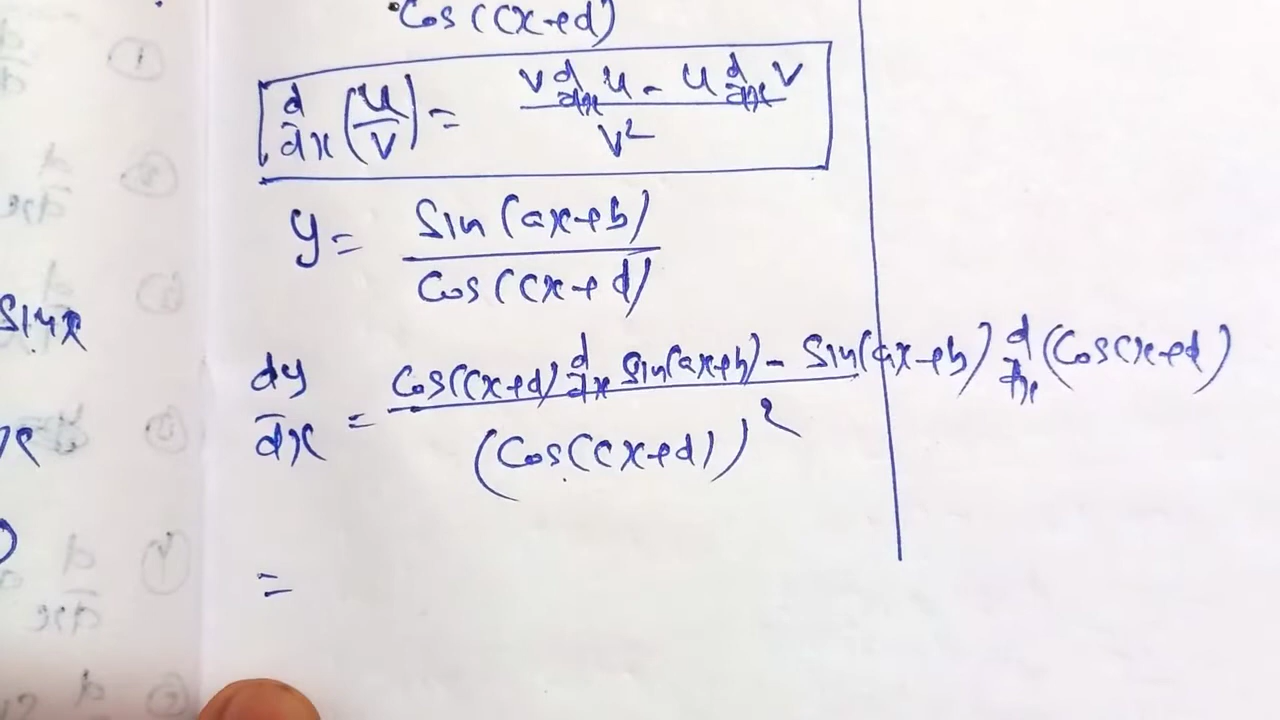 Cos(cx+d)
d/dx (u/v) = (v d/dx u - u d/dx v) / v²
y = Sin(ax+b) / Cos(cx+d)
dy/dx = (Cos(cx+d) d/dx Sin(ax+b) - Sin(ax+b) d/dx (Cos(cx+d)) / (Cos(cx+d))²
=
Sinx